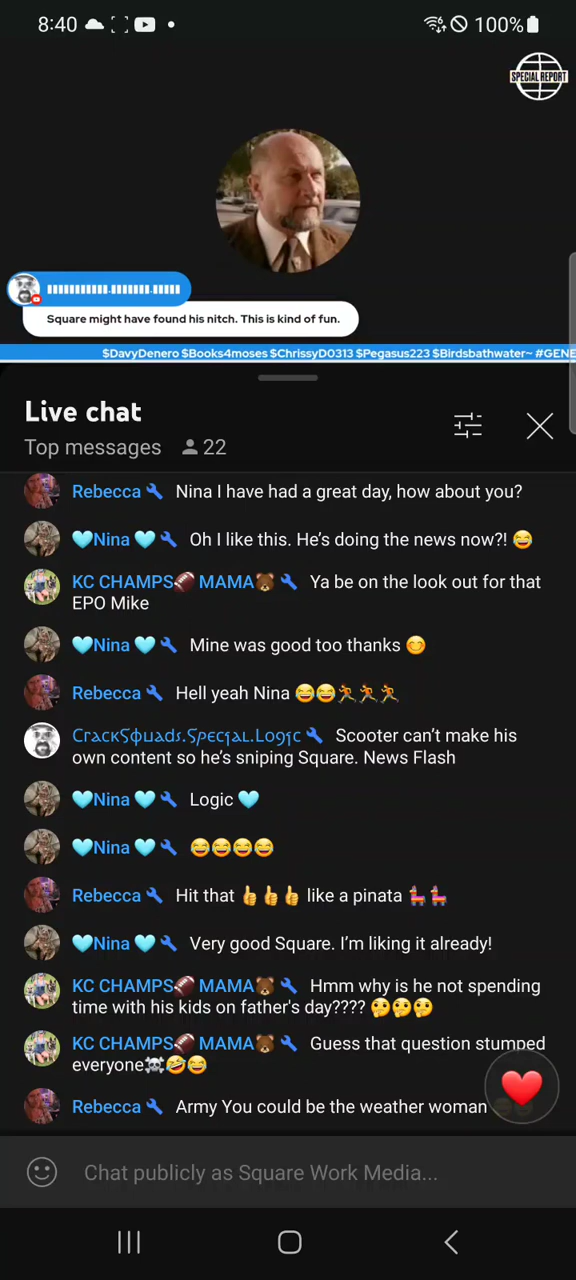 8:40
100%
SPECIAL REPORT
Square might have found his nitch. This is kind of fun.
$DavyDenero $Books4moses $ChrissyD0313 $Pegasus223 $Birdsbathwater~ #GENE
Live chat
Top messages 22
Rebecca Nina I have had a great day, how about you?
🩵Nina 🩵 Oh I like this. He’s doing the news now?! 😂
KC CHAMPS🏈 MAMA🐻 Ya be on the look out for that
EPO Mike
🩵Nina 🩵 Mine was good too thanks 😊
Rebecca Hell yeah Nina 😂😂🏃🏃🏃
Scooter can’t make his
own content so he’s sniping Square. News Flash
🩵Nina 🩵 Logic 🩵
🩵Nina 🩵 😂😂😂😂
Rebecca Hit that 👍👍👍 like a pinata 🪅🪅
🩵Nina 🩵 Very good Square. I’m liking it already!
KC CHAMPS🏈 MAMA🐻 Hmm why is he not spending
time with his kids on father's day???? 🤔🤔🤔
KC CHAMPS🏈 MAMA🐻 Guess that question stumped
everyone☠️🤣😂
Rebecca Army You could be the weather woman
Chat publicly as Square Work Media...